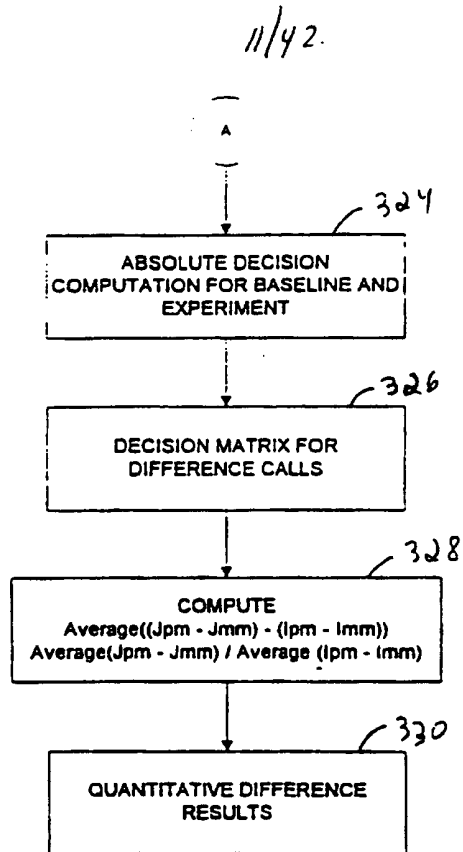 11/42.
A
324
ABSOLUTE DECISION
COMPUTATION FOR BASELINE AND
EXPERIMENT
326
DECISION MATRIX FOR
DIFFERENCE CALLS
328
COMPUTE
Average((Jpm - Jmm) - (Ipm - Imm))
Average(Jpm - Jmm) / Average (Ipm - Imm)
330
QUANTITATIVE DIFFERENCE
RESULTS